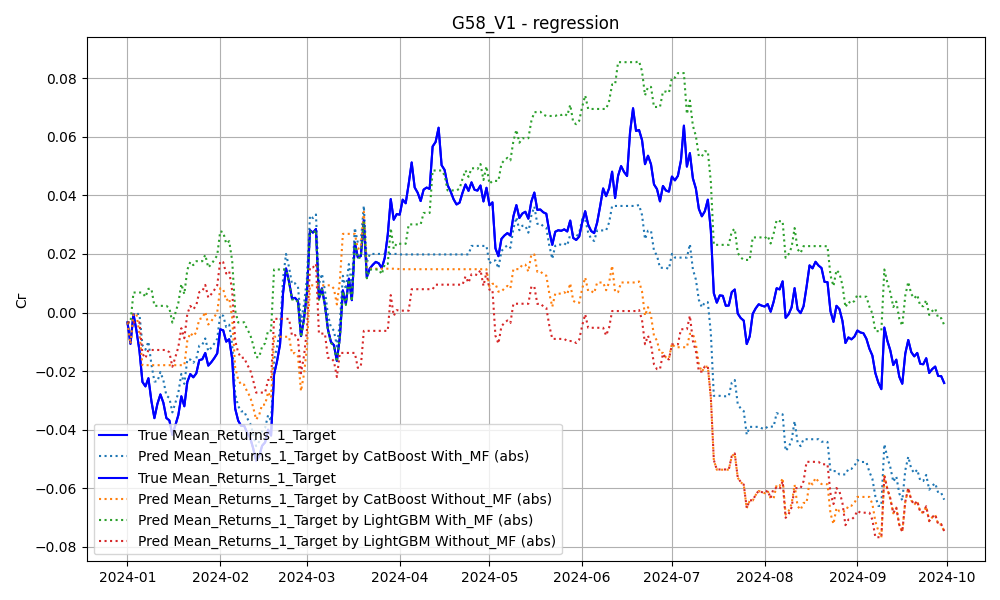 G58_V1 - regression
Cr
0.08
0.06
0.04
0.02
0.00
−0.02
−0.04
−0.06
−0.08
True Mean_Returns_1_Target
Pred Mean_Returns_1_Target by CatBoost With_MF (abs)
True Mean_Returns_1_Target
Pred Mean_Returns_1_Target by CatBoost Without_MF (abs)
Pred Mean_Returns_1_Target by LightGBM With_MF (abs)
Pred Mean_Returns_1_Target by LightGBM Without_MF (abs)
2024-01 2024-02 2024-03 2024-04 2024-05 2024-06 2024-07 2024-08 2024-09 2024-10